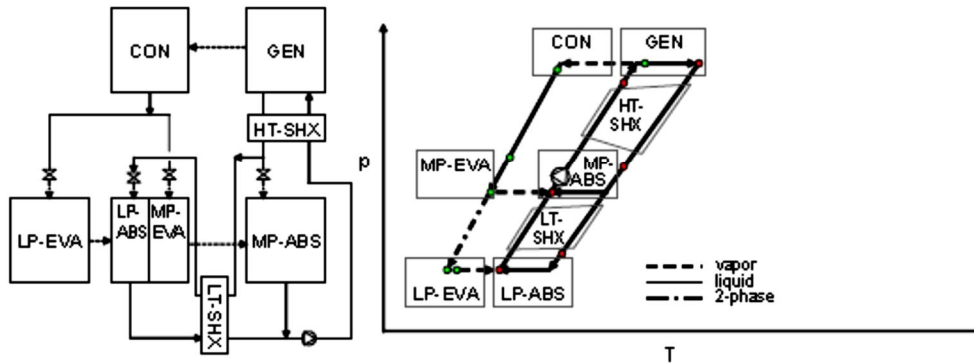 CON
GEN
HT-SHX
LP-EVA
LP-
ABS
MP-
EVA
MP-ABS
LT-SHX
p
CON
GEN
HT-
SHX
MP-EVA
MP-
ABS
LT-
SHX
LP-EVA
LP-ABS
vapor
liquid
2-phase
T